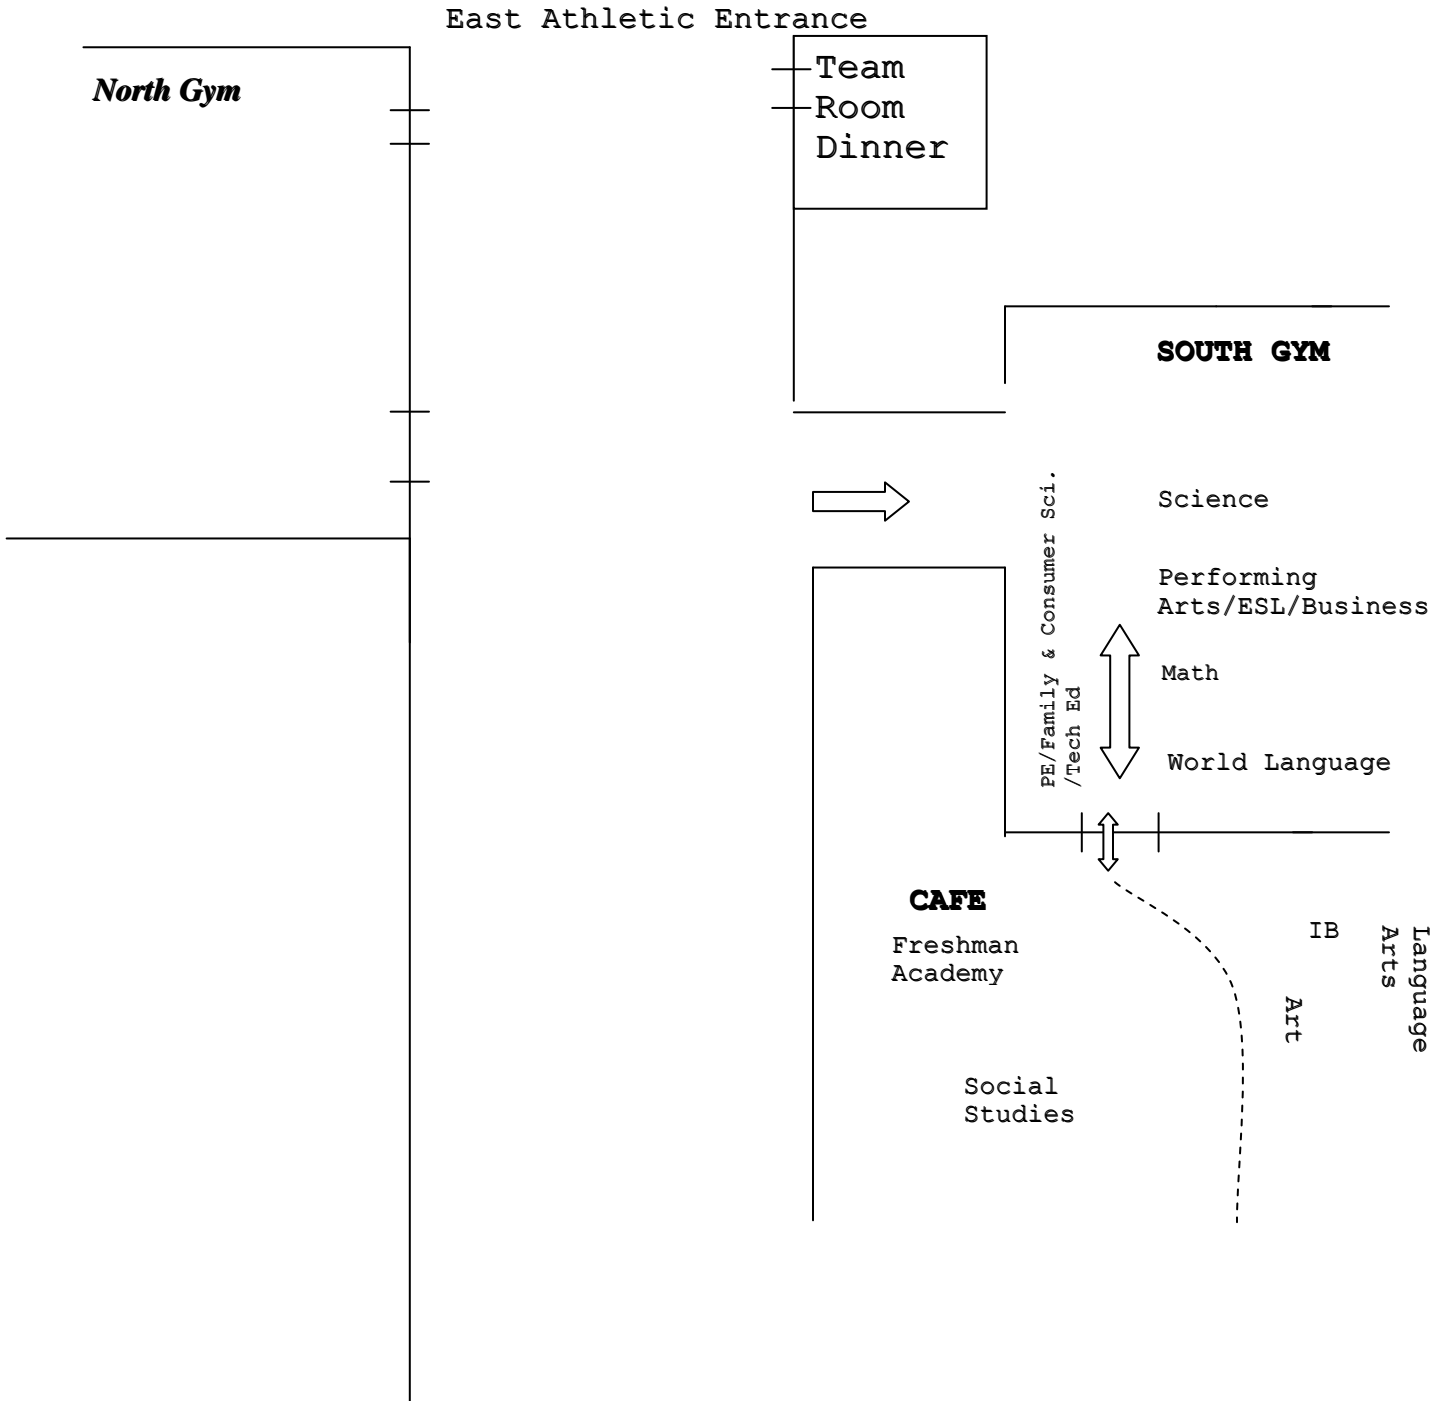 East Athletic Entrance
North Gym
Team
Room
Dinner
SOUTH GYM
Science
Performing
Arts/ESL/Business
PE/Family & Consumer Sci.
/Tech Ed
Math
World Language
CAFE
Freshman
Academy
IB
Language
Arts
Art
Social
Studies